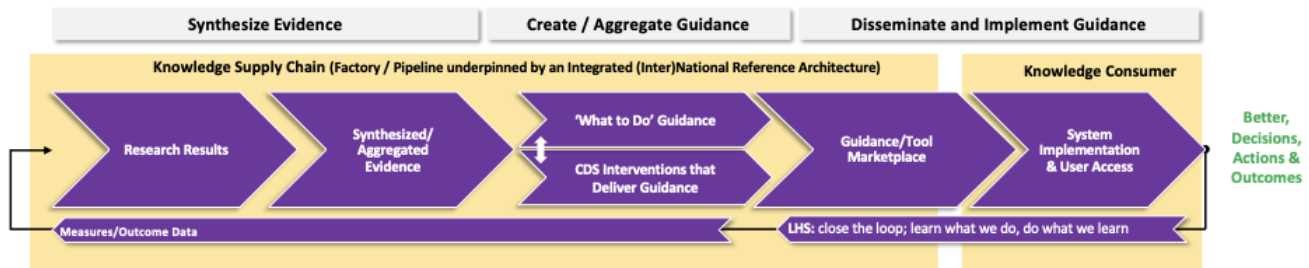 Synthesize Evidence
Create / Aggregate Guidance
Disseminate and Implement Guidance
Knowledge Supply Chain (Factory / Pipeline underpinned by an Integrated (Inter)National Reference Architecture)
Knowledge Consumer
Research Results
Synthesized/
Aggregated
Evidence
'What to Do' Guidance
CDS Interventions that
Deliver Guidance
Guidance/Tool
Marketplace
System
Implementation
& User Access
Better,
Decisions,
Actions &
Outcomes
Measures/Outcome Data
LHS: close the loop; learn what we do, do what we learn